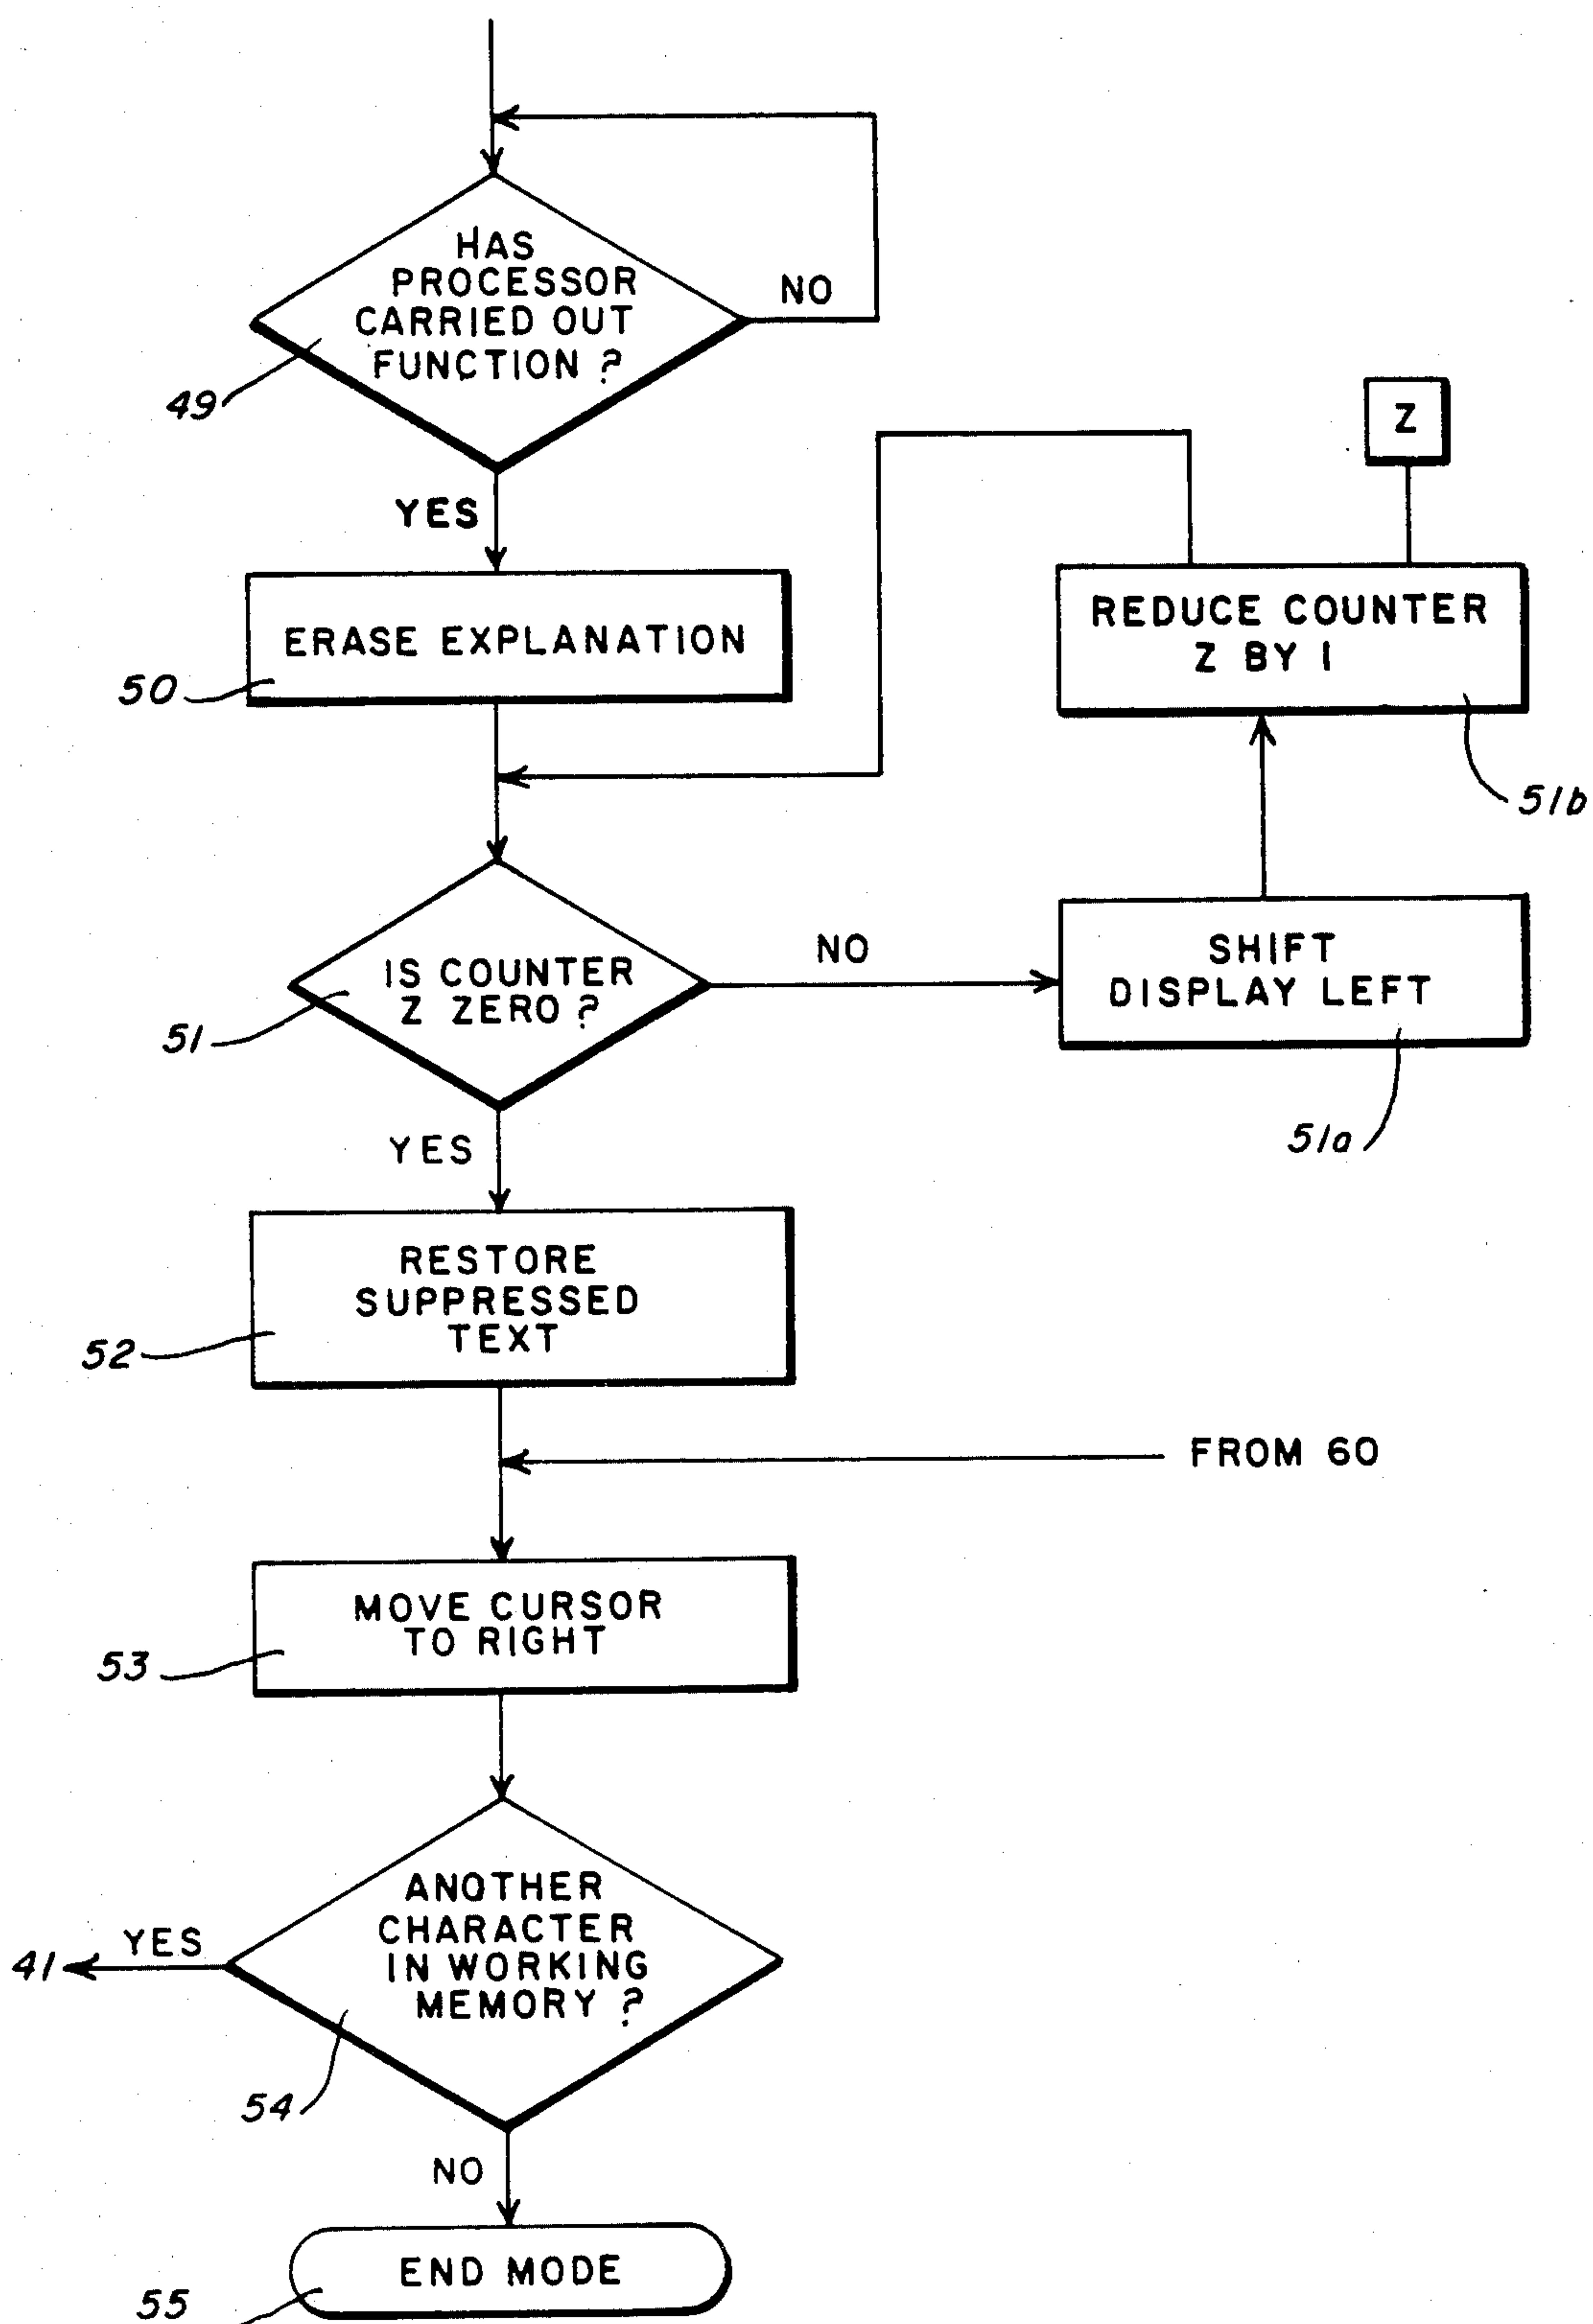 HAS
PROCESSOR
CARRIED OUT
FUNCTION ?
NO
49
YES
Z
ERASE EXPLANATION
50
REDUCE COUNTER
Z BY 1
51b
IS COUNTER
Z ZERO ?
51
NO
SHIFT
DISPLAY LEFT
51a
YES
RESTORE
SUPPRESSED
TEXT
52
FROM 60
MOVE CURSOR
TO RIGHT
53
ANOTHER
CHARACTER
IN WORKING
MEMORY ?
YES
41
54
NO
END MODE
55